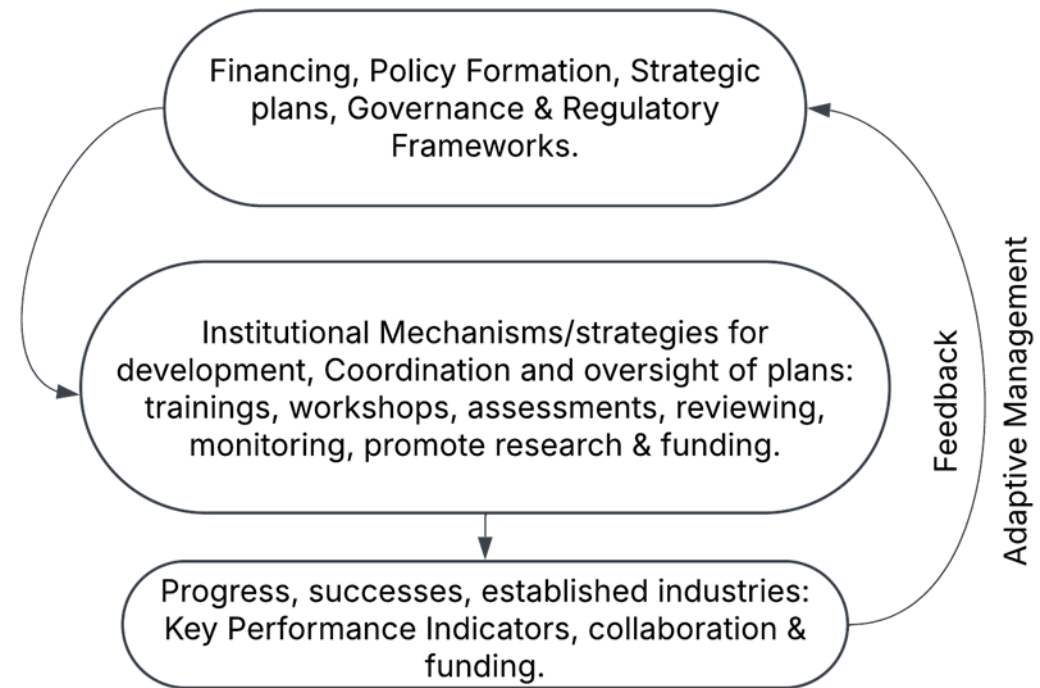 Financing, Policy Formation, Strategic
plans, Governance & Regulatory
Frameworks.
Institutional Mechanisms/strategies for
development, Coordination and oversight of plans:
trainings, workshops, assessments, reviewing,
monitoring, promote research & funding.
Progress, successes, established industries:
Key Performance Indicators, collaboration &
funding.
Feedback
Adaptive Management